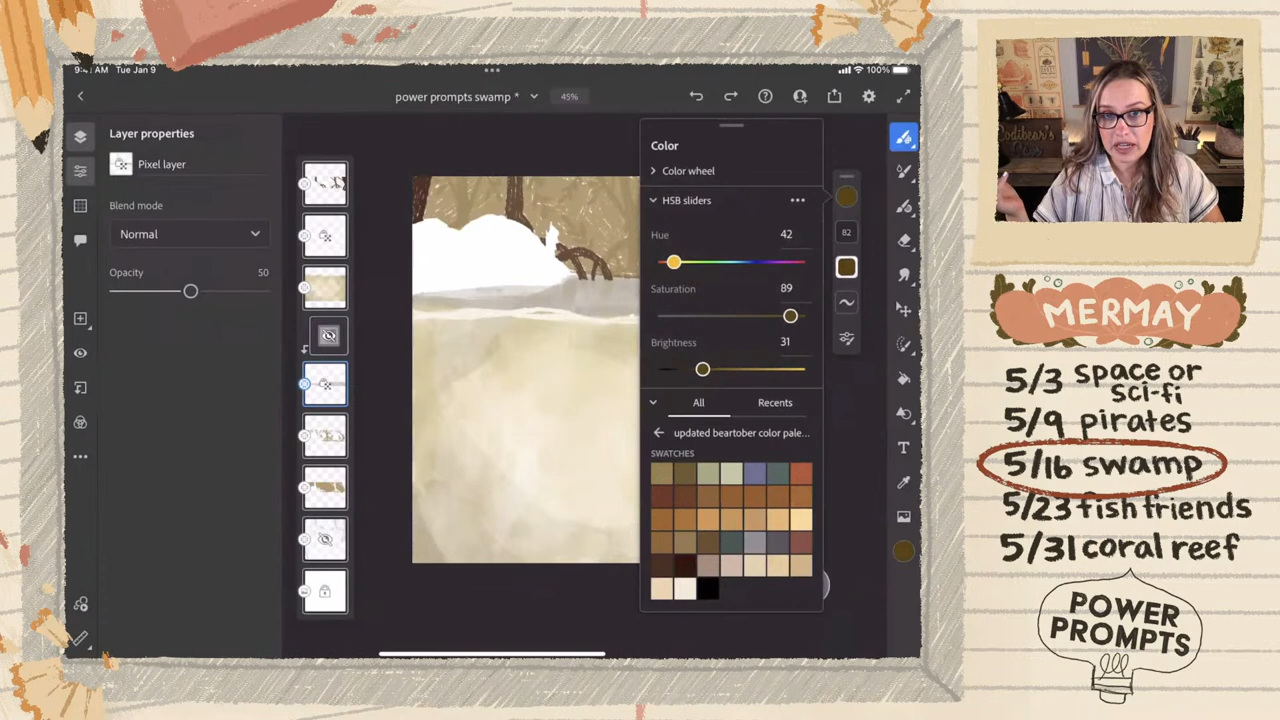 AM Tue Jan 9
100%
power prompts swamp *
45%
Layer properties
Pixel layer
Blend mode
Normal
Opacity
50
Color
Color wheel
HSB sliders
Hue
42
Saturation
89
Brightness
31
All
Recents
updated beartober color pale...
SWATCHES
82
T
MERMAY
5/3 space or
sci-fi
5/9 pirates
5/16 swamp
5/23 fish friends
5/31 coral reef
POWER
PROMPTS